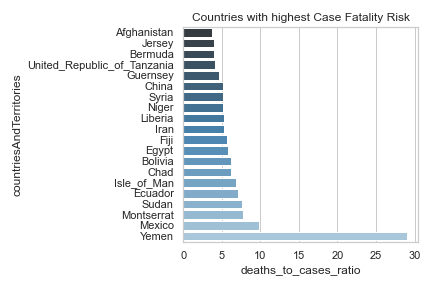 Countries with highest Case Fatality Risk
countriesAndTerritories
Afghanistan
Jersey
Bermuda
United_Republic_of_Tanzania
Guernsey
China
Syria
Niger
Liberia
Iran
Fiji
Egypt
Bolivia
Chad
Isle_of_Man
Ecuador
Sudan
Montserrat
Mexico
Yemen
0 5 10 15 20 25 30
deaths_to_cases_ratio